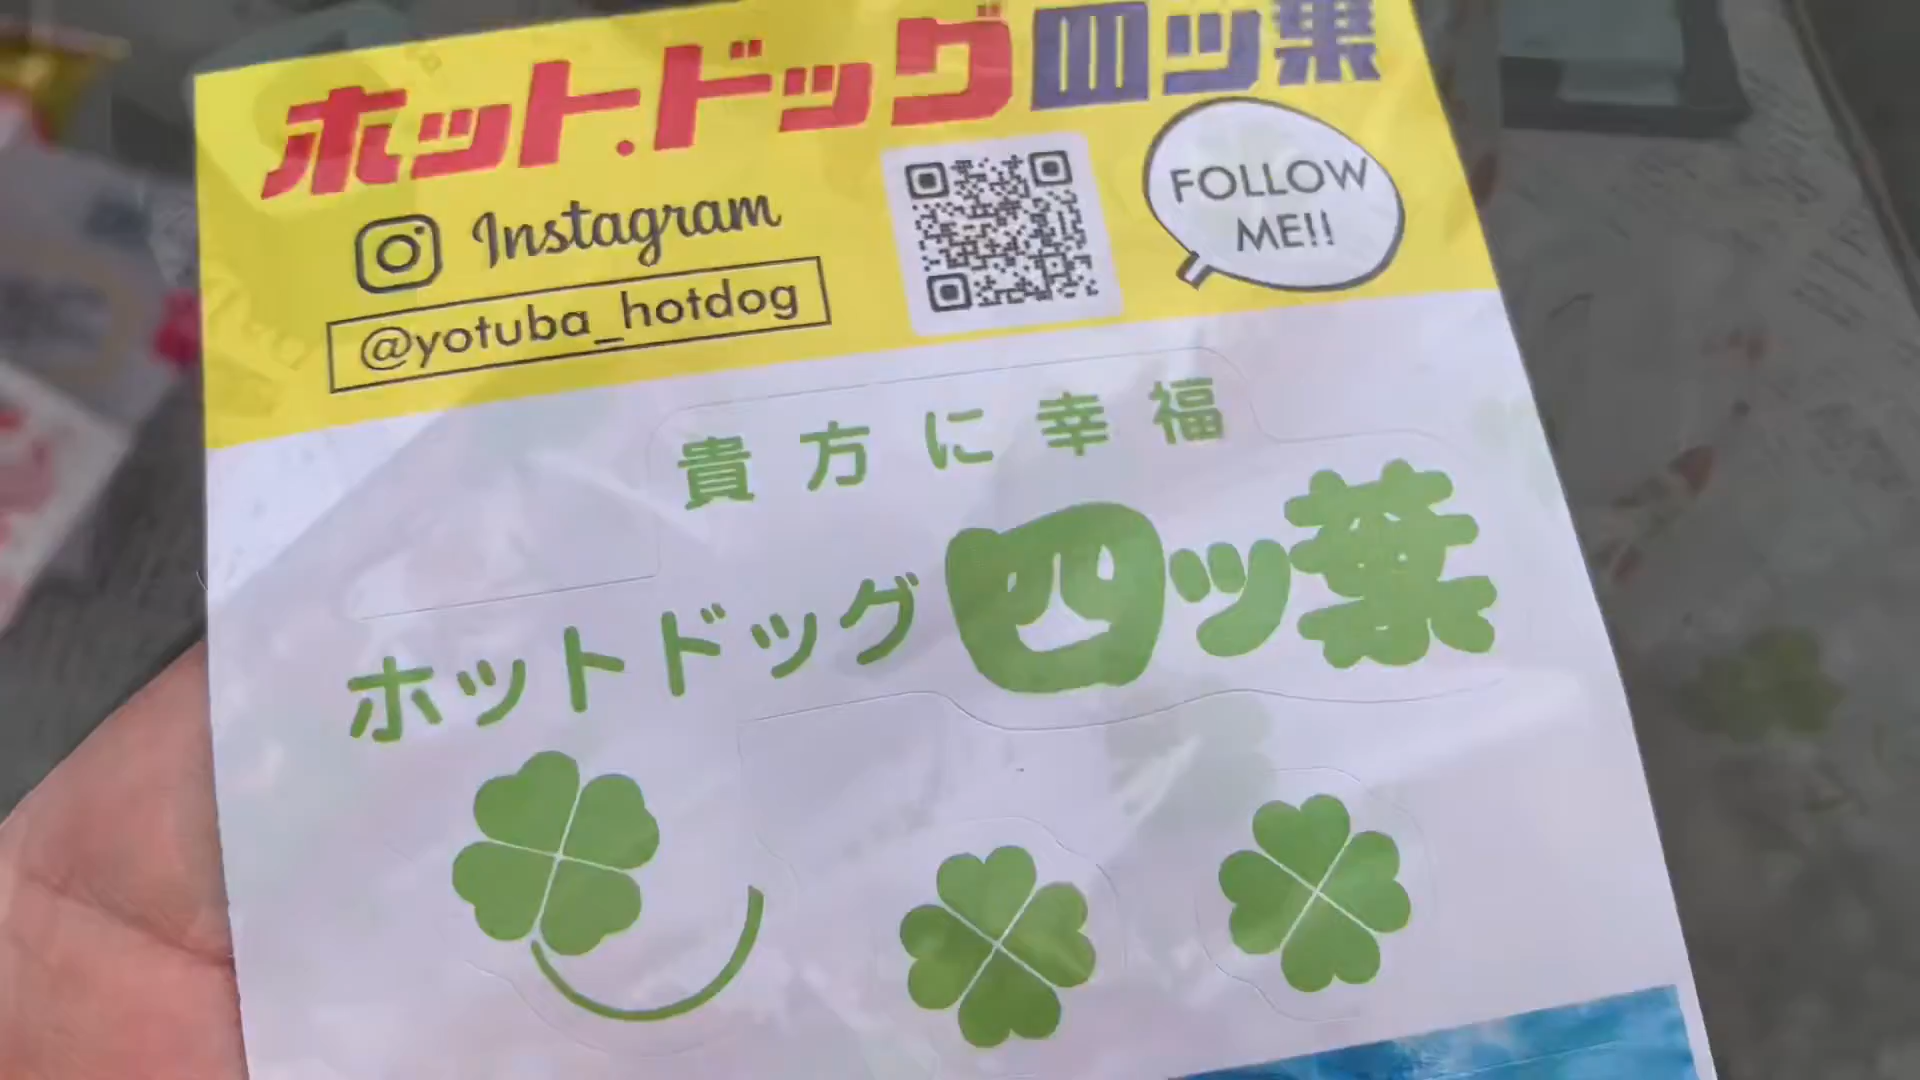 ホット.ドッグ四ツ葉
Instagram
@yotuba_hotdog
FOLLOW
ME!!
貴方に幸福
ホットドッグ四ツ葉